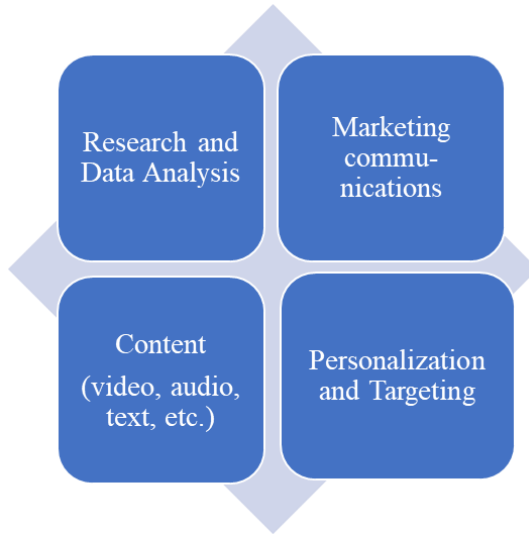 Research and
Data Analysis
Marketing
commu-
nications
Content
(video, audio,
text, etc.)
Personalization
and Targeting